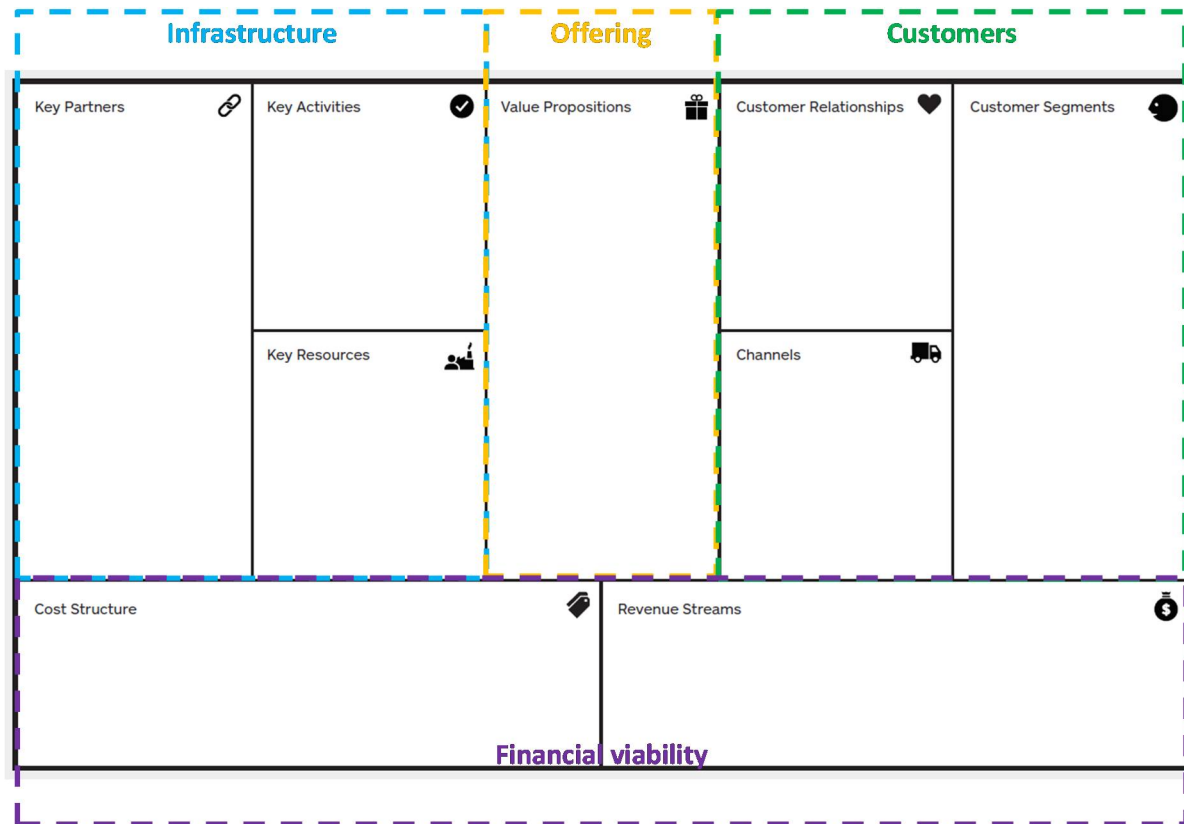 Infrastructure
Offering
Customers
Key Partners
Key Activities
Value Propositions
Customer Relationships
Customer Segments
Key Resources
Channels
Cost Structure
Revenue Streams
$
Financial viability